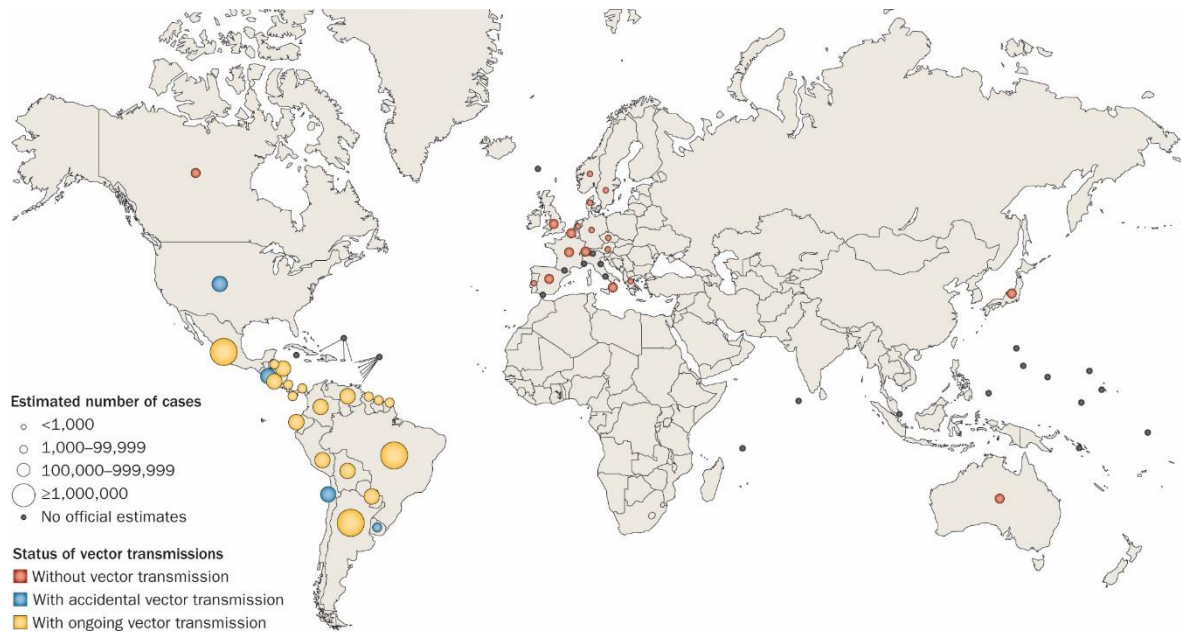 Estimated number of cases
<1,000
1,000–99,999
100,000–999,999
≥1,000,000
No official estimates
Status of vector transmissions
Without vector transmission
With accidental vector transmission
With ongoing vector transmission